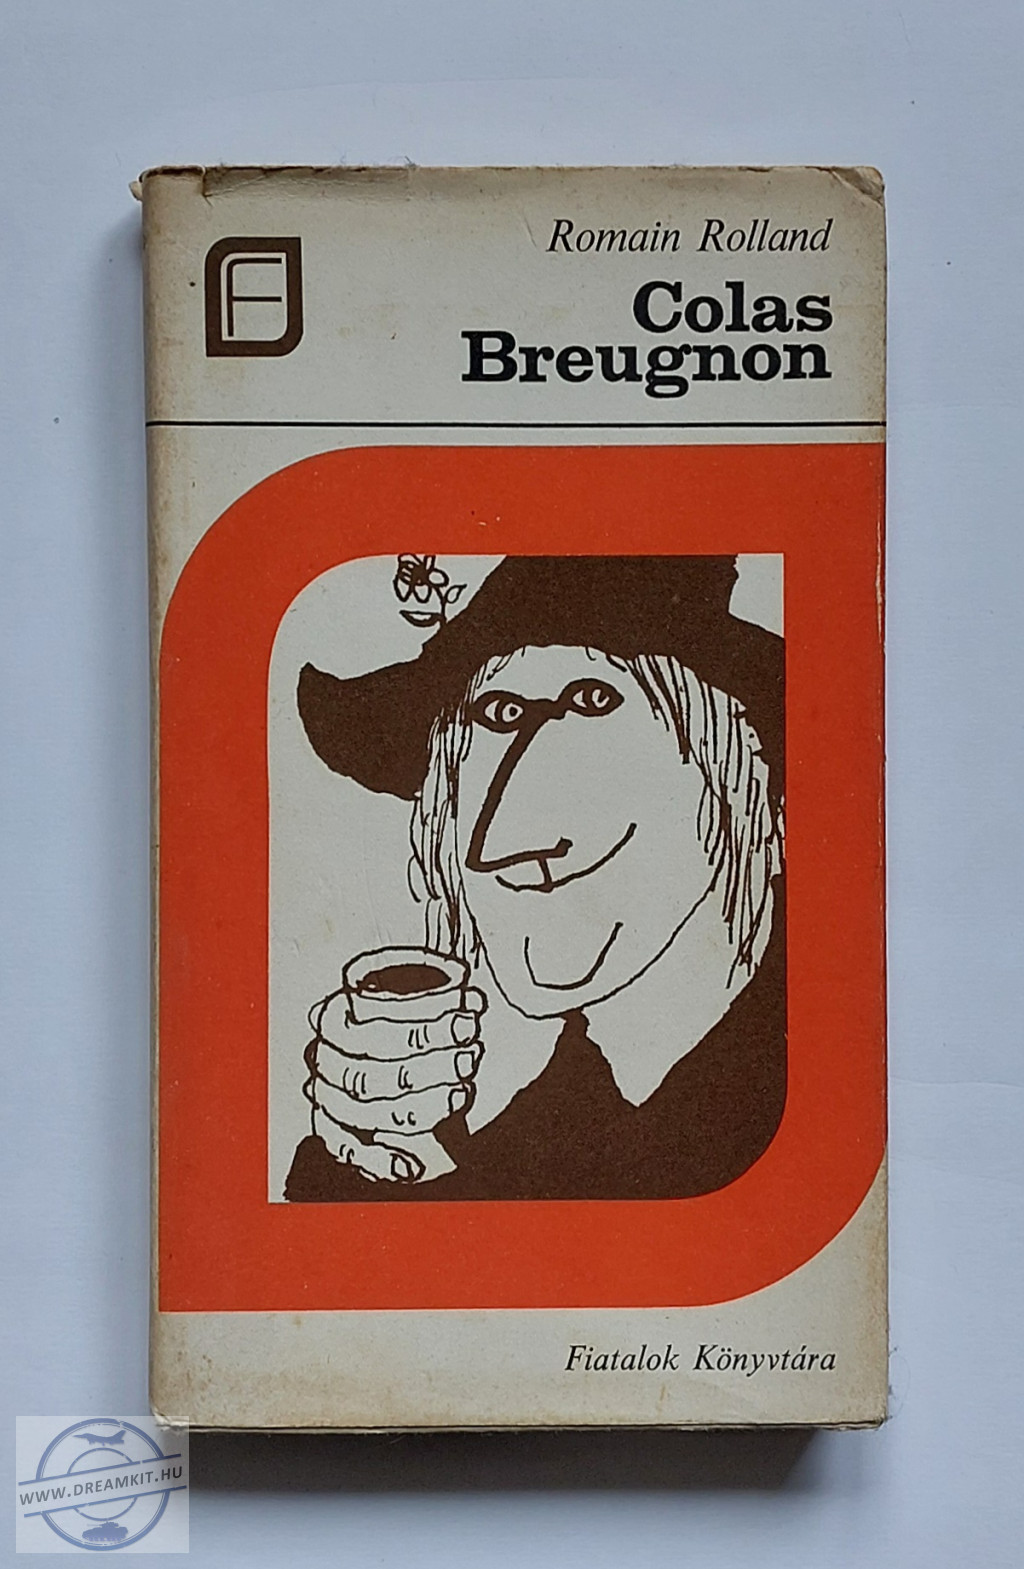 Romain Rolland
Colas
Breugnon
F
Fiatalok Könyvtára
WWW.DREAMKIT.HU